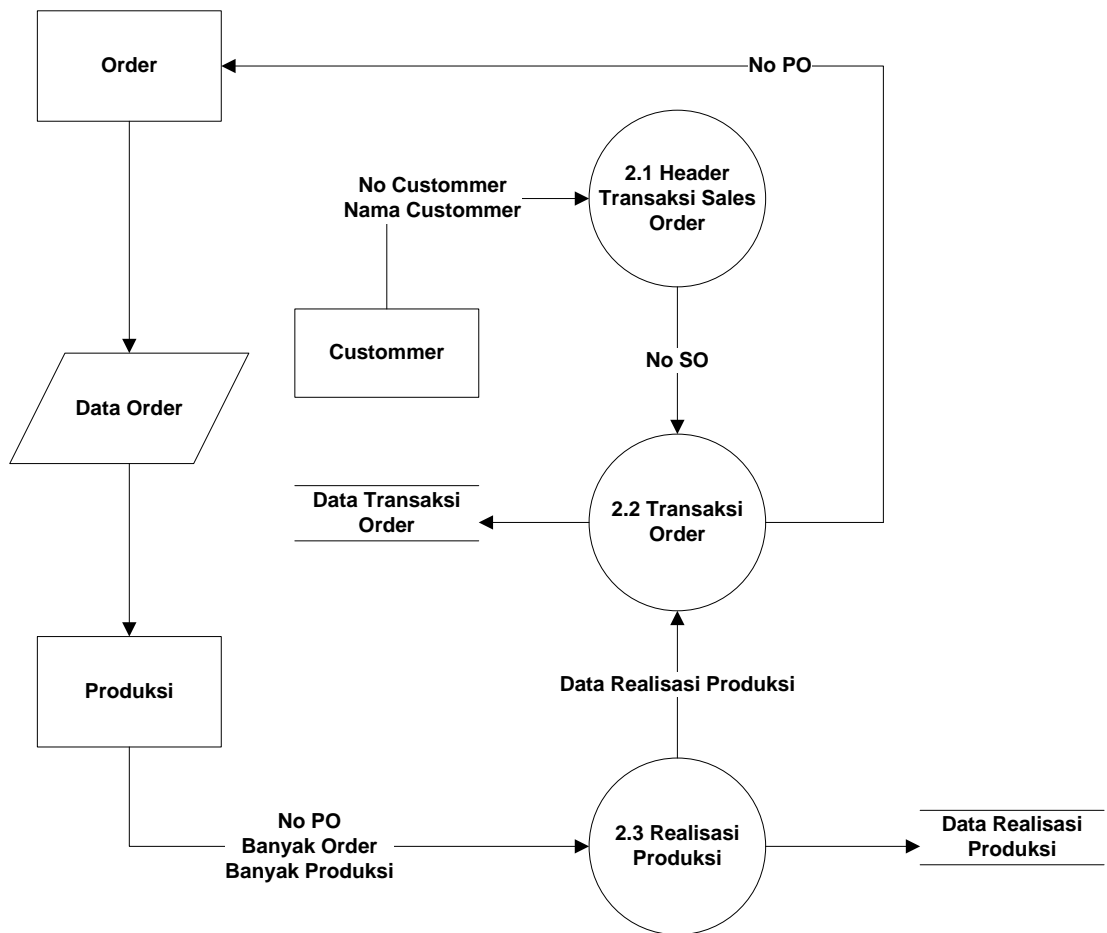 Order
No PO
2.1 Header
Transaksi Sales
Order
No Custommer
Nama Custommer
Custommer
No SO
Data Order
Data Transaksi
Order
2.2 Transaksi
Order
Produksi
Data Realisasi Produksi
No PO
Banyak Order
Banyak Produksi
2.3 Realisasi
Produksi
Data Realisasi
Produksi